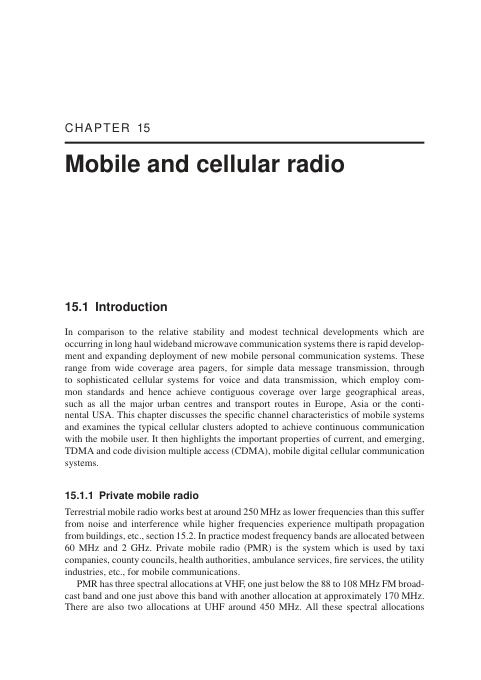 CHAPTER 15
Mobile and cellular radio
15.1 Introduction
In comparison to the relative stability and modest technical developments which are
occurring in long haul wideband microwave communication systems there is rapid develop-
ment and expanding deployment of new mobile personal communication systems. These
range from wide coverage area pagers, for simple data message transmission, through
to sophisticated cellular systems for voice and data transmission, which employ com-
mon standards and hence achieve contiguous coverage over large geographical areas,
such as all the major urban centres and transport routes in Europe, Asia or the conti-
nental USA. This chapter discusses the specific channel characteristics of mobile systems
and examines the typical cellular clusters adopted to achieve continuous communication
with the mobile user. It then highlights the important properties of current, and emerging,
TDMA and code division multiple access (CDMA), mobile digital cellular communication
systems.
15.1.1 Private mobile radio
Terrestrial mobile radio works best at around 250 MHz as lower frequencies than this suffer
from noise and interference while higher frequencies experience multipath propagation
from buildings, etc., section 15.2. In practice modest frequency bands are allocated between
60 MHz and 2 GHz. Private mobile radio (PMR) is the system which is used by taxi
companies, county councils, health authorities, ambulance services, fire services, the utility
industries, etc., for mobile communications.
PMR has three spectral allocations at VHF, one just below the 88 to 108 MHz FM broad-
cast band and one just above this band with another allocation at approximately 170 MHz.
There are also two allocations at UHF around 450 MHz. All these spectral allocations